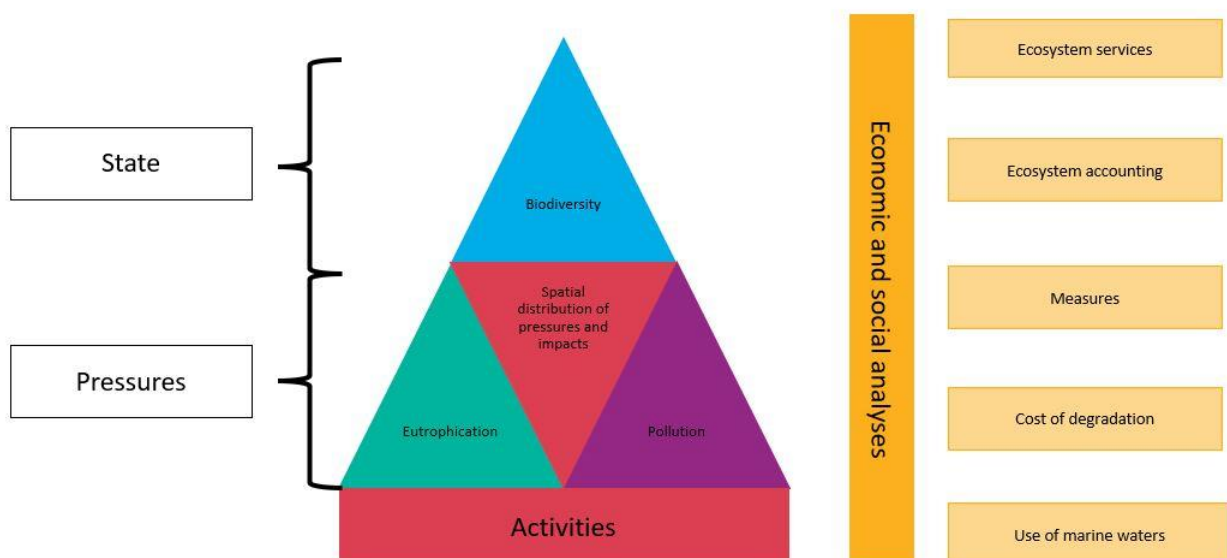 State
Pressures
Biodiversity
Spatial
distribution of
pressures and
impacts
Eutrophication
Pollution
Activities
Economic and social analyses
Ecosystem services
Ecosystem accounting
Measures
Cost of degradation
Use of marine waters